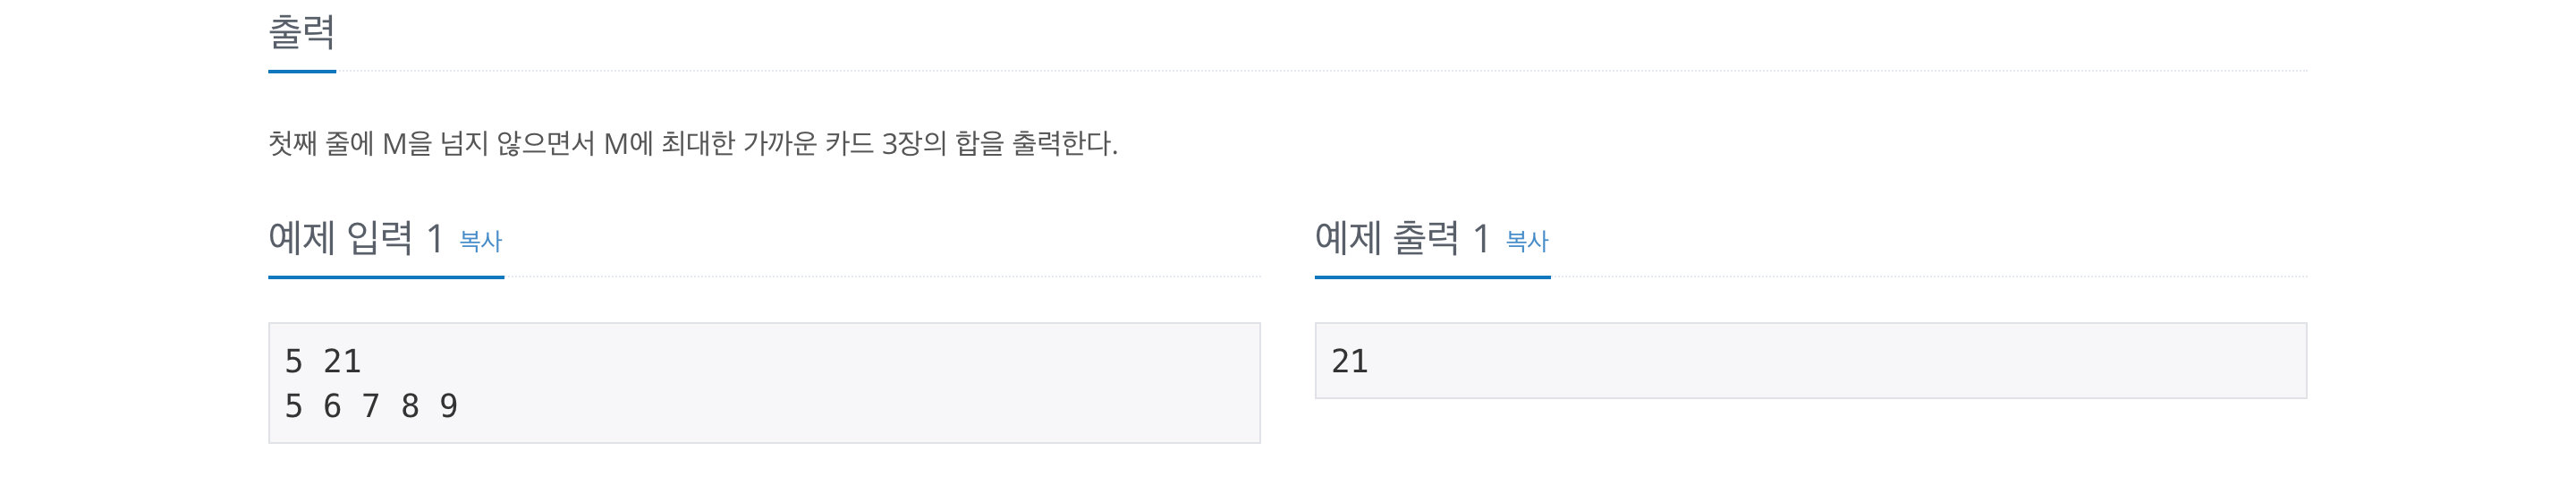 출력
첫째 줄에 M을 넘지 않으면서 M에 최대한 가까운 카드 3장의 합을 출력한다.
예제 입력 1 복사
5 21
5 6 7 8 9
예제 출력 1 복사
21